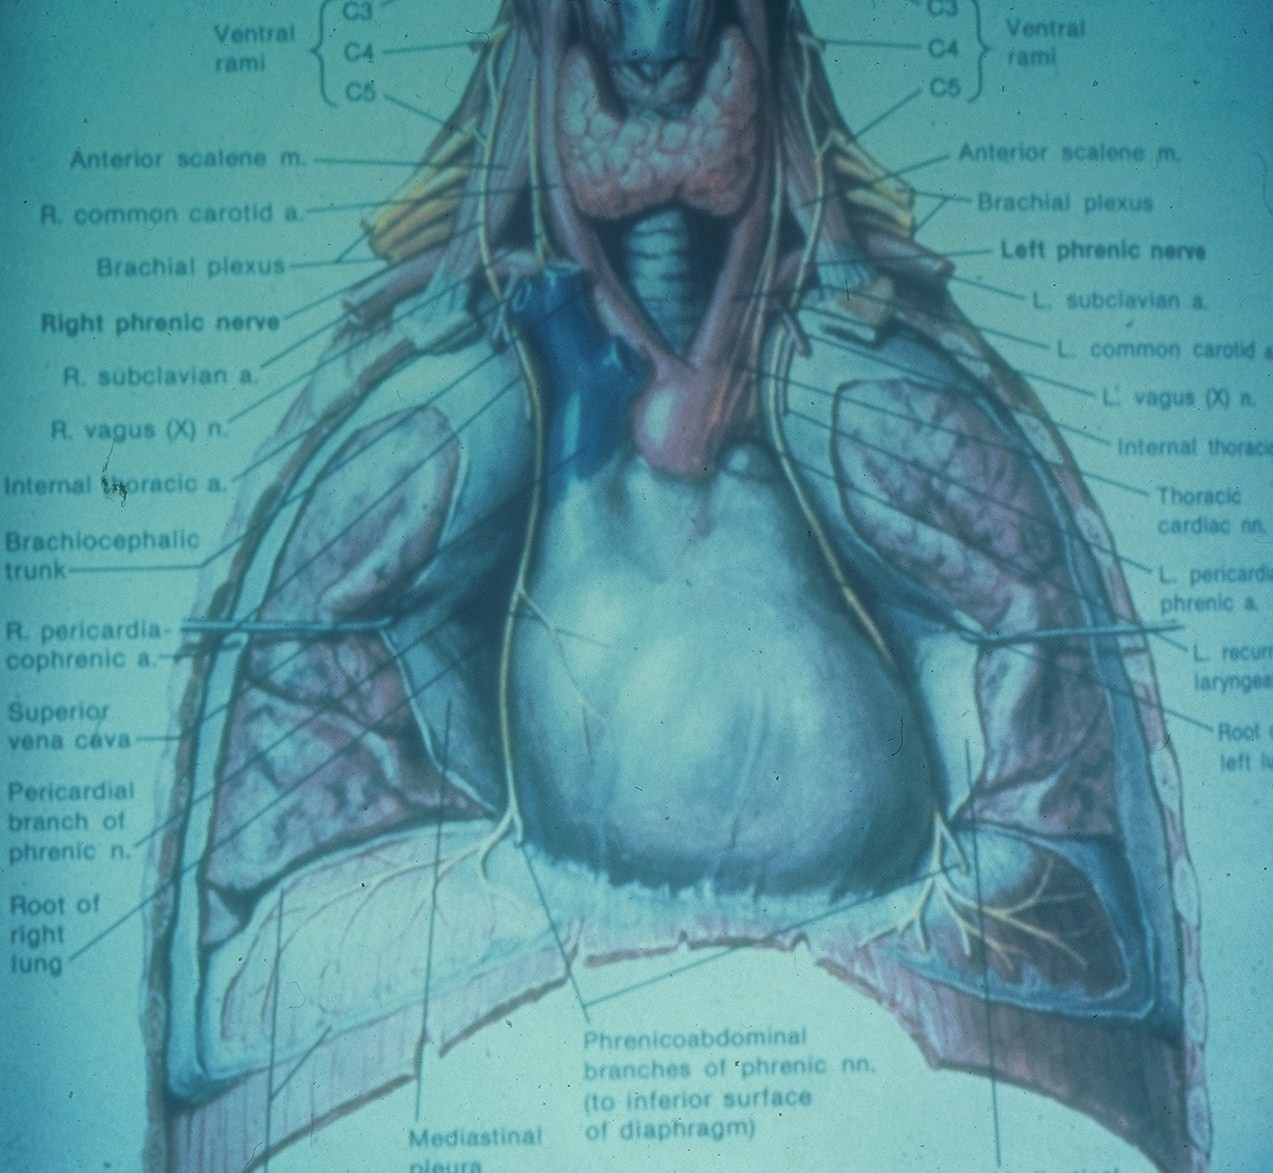 C3
Ventral
rami
C4
C5
Anterior scalene m.
R. common carotid a.
Brachial plexus
Right phrenic nerve
R. subclavian a.
R. vagus (X) n.
Internal thoracic a.
Brachiocephalic
trunk
R. pericardia-
cophrenic a.
Superior
vena cava
Pericardial
branch of
phrenic n.
Root of
right
lung
C3
Ventral
rami
C4
C5
Anterior scalene m.
Brachial plexus
Left phrenic nerve
L. subclavian a.
L. common carotid a
L. vagus (X) n.
Internal thoracic
Thoracic
cardiac nn.
L. pericardia
phrenic a.
L. recurr
laryngea
Root
left lu
Phrenicoabdominal
branches of phrenic nn.
(to inferior surface
of diaphragm)
Mediastinal
pleura